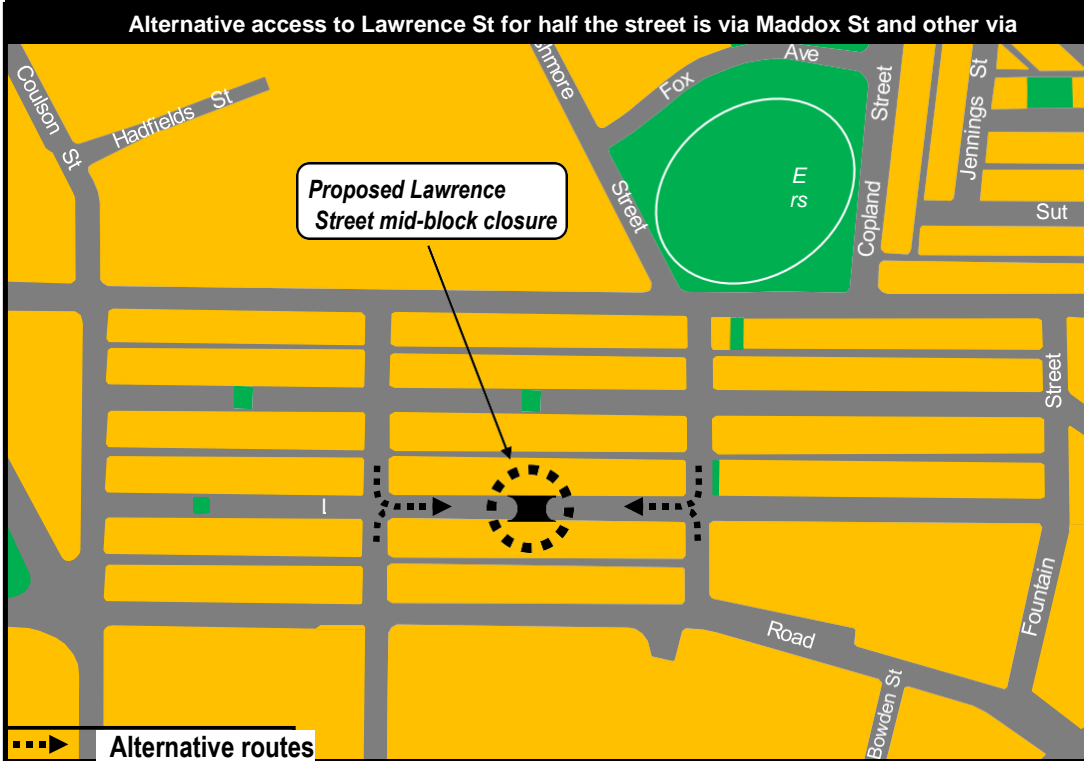 Alternative access to Lawrence St for half the street is via Maddox St and other via
Coulson St
Hadfields St
shmore
Street
Fox
Ave
Copland
Street
Jennings St
E
rs
Sut
Proposed Lawrence
Street mid-block closure
Street
Fountain
Road
Bowden St
Alternative routes